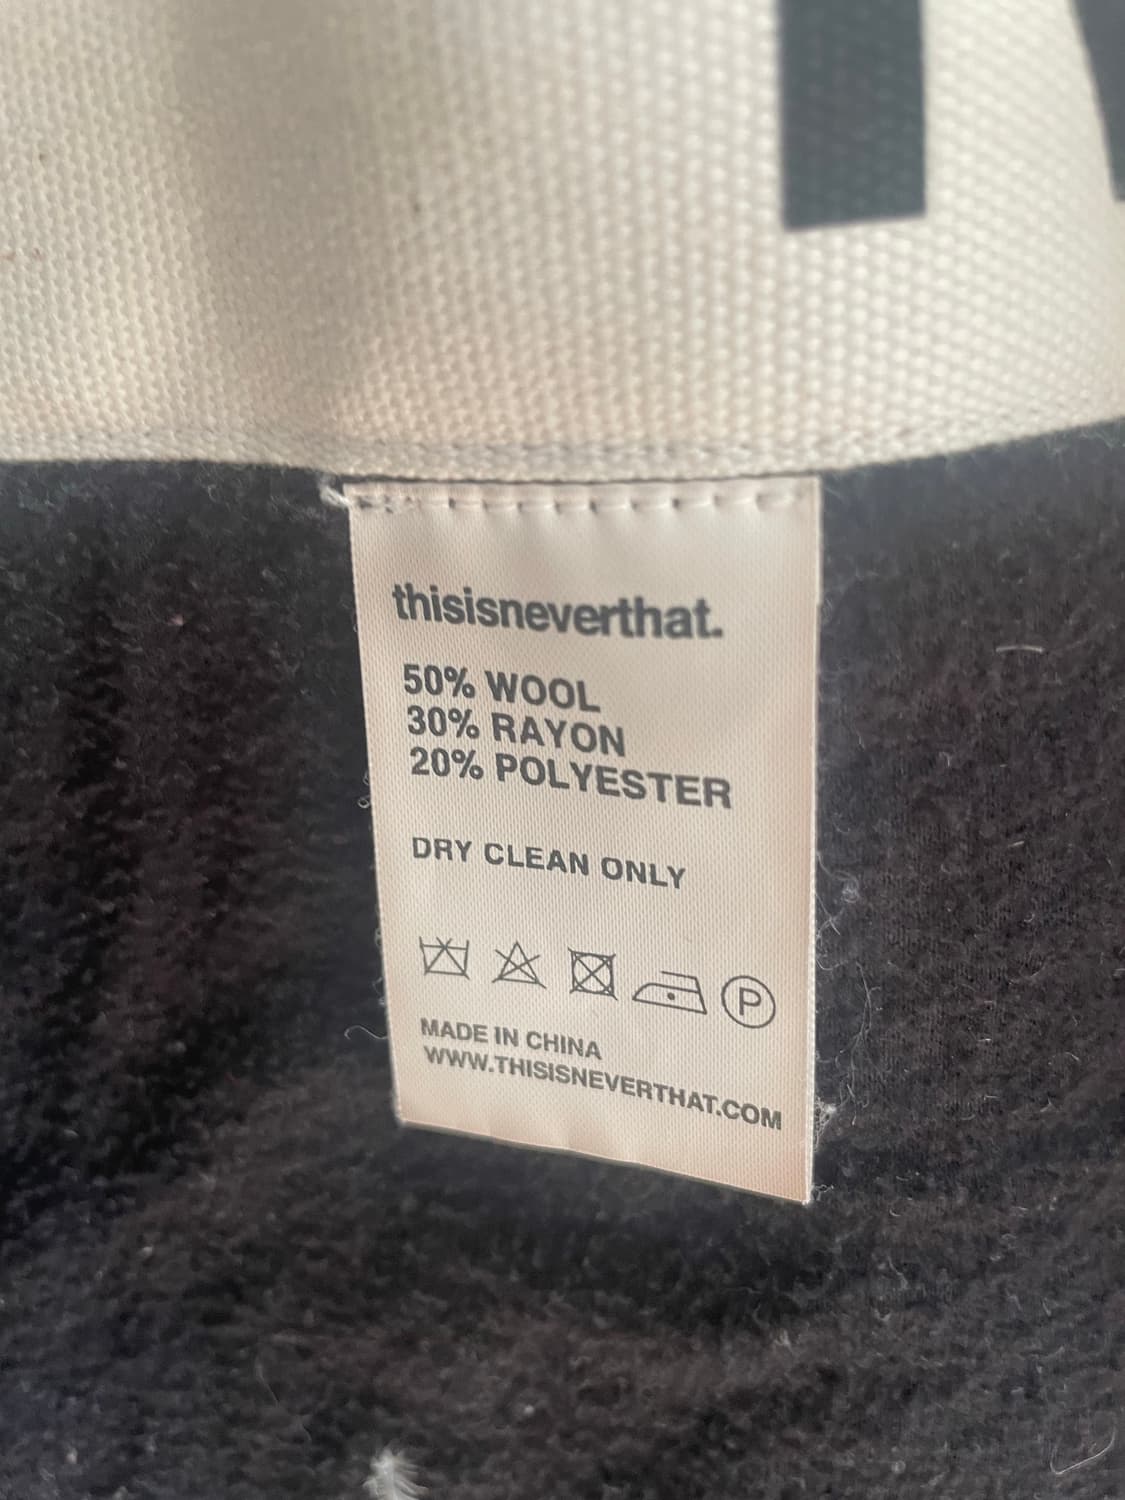 thisisneverthat.
50% WOOL
30% RAYON
20% POLYESTER
DRY CLEAN ONLY
P
MADE IN CHINA
WWW.THISISNEVERTHAT.COM